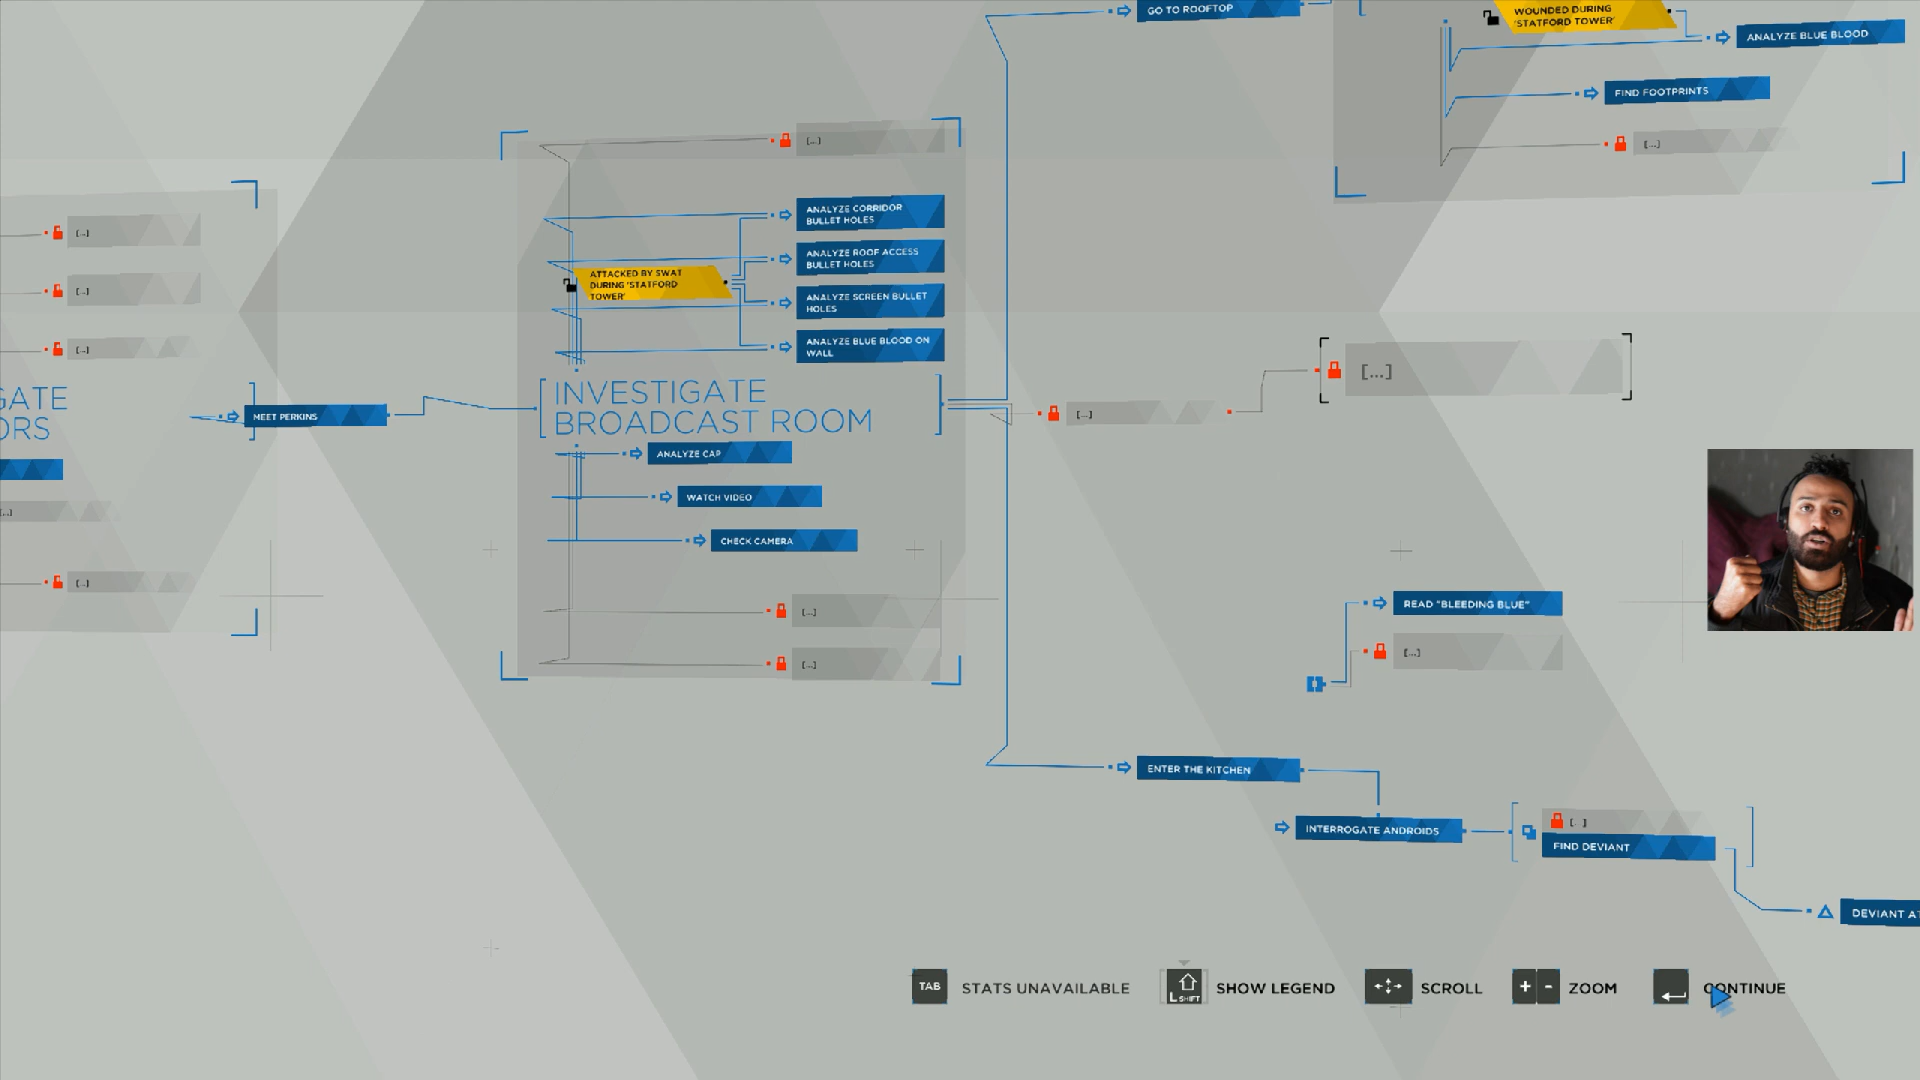 GO TO ROOFTOP
WOUNDED DURING
'STATFORD TOWER'
ANALYZE BLUE BLOOD
FIND FOOTPRINTS
[...]
[...]
[...]
[...]
[...]
ANALYZE CORRIDOR
BULLET HOLES
ANALYZE ROOF ACCESS
BULLET HOLES
ATTACKED BY SWAT
DURING 'STATFORD
TOWER'
ANALYZE SCREEN BULLET
HOLES
ANALYZE BLUE BLOOD ON
WALL
[...]
GATE
ORS
MEET PERKINS
INVESTIGATE
BROADCAST ROOM
[...]
ANALYZE CAP
WATCH VIDEO
[...]
CHECK CAMERA
[...]
[...]
[...]
READ "BLEEDING BLUE"
[...]
ENTER THE KITCHEN
INTERROGATE ANDROIDS
[...]
FIND DEVIANT
DEVIANT AT
TAB STATS UNAVAILABLE
L SHIFT SHOW LEGEND
SCROLL
+ - ZOOM
CONTINUE